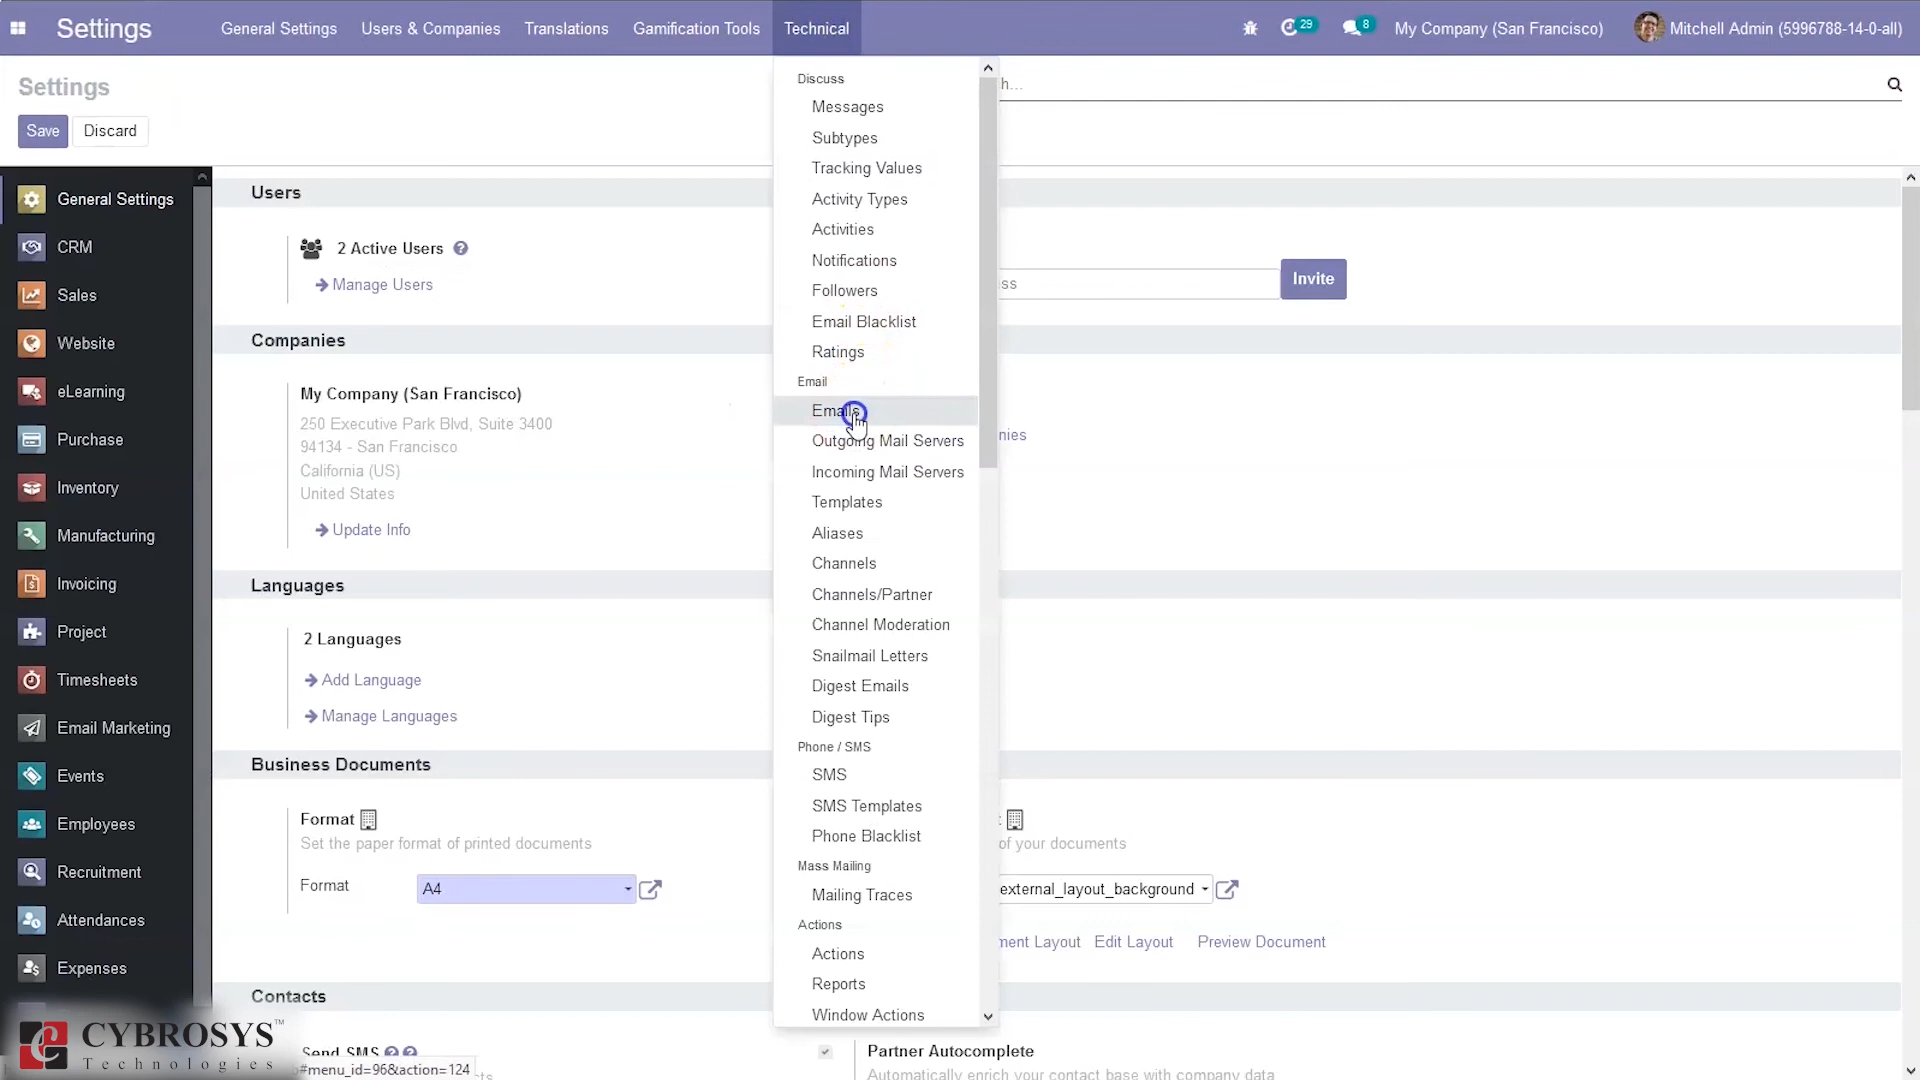 Settings
General Settings
Users & Companies
Translations
Gamification Tools
Technical
29
8
My Company (San Francisco)
Mitchell Admin (5996788-14-0-all)
Settings
Save
Discard
h...
General Settings
CRM
Sales
Website
eLearning
Purchase
Inventory
Manufacturing
Invoicing
Project
Timesheets
Email Marketing
Events
Employees
Recruitment
Attendances
Expenses
Users
2 Active Users
Manage Users
ss
Invite
Companies
My Company (San Francisco)
250 Executive Park Blvd, Suite 3400
94134 - San Francisco
California (US)
United States
Update Info
nies
Languages
2 Languages
Add Language
Manage Languages
Business Documents
Format
Set the paper format of printed documents
Format
A4
t
of your documents
external_layout_background
ment Layout
Edit Layout
Preview Document
Contacts
Send SMS
cts
Partner Autocomplete
Automatically enrich your contact base with company data
Discuss
Messages
Subtypes
Tracking Values
Activity Types
Activities
Notifications
Followers
Email Blacklist
Ratings
Email
Emails
Outgoing Mail Servers
Incoming Mail Servers
Templates
Aliases
Channels
Channels/Partner
Channel Moderation
Snailmail Letters
Digest Emails
Digest Tips
Phone / SMS
SMS
SMS Templates
Phone Blacklist
Mass Mailing
Mailing Traces
Actions
Actions
Reports
Window Actions
CYBROSYS™
Technologies
#menu_id=96&action=124